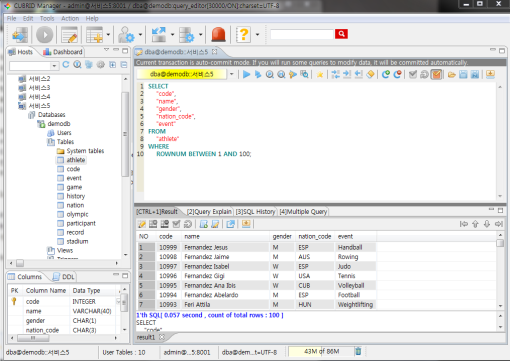 CUBRID Manager - admin@서비스5:8001 / dba@demodb:query_editor[30000/ON] charset=UTF-8
File Edit Tools Action Help
Hosts
Dashboard
서비스2
서비스3
서비스4
서비스5
Databases
demodb
Users
Tables
System tables
athlete
code
event
game
history
nation
olympic
participant
record
stadium
Views
Triggers
dba@demodb:서비스5
Current transaction is auto-commit mode. If you will run some queries to modify data, it will be committed automatically.
dba@demodb:서비스5
1 SELECT
2 "code",
3 "name",
4 "gender",
5 "nation_code",
6 "event"
7 FROM
8 "athlete"
9 WHERE
10 ROWNUM BETWEEN 1 AND 100;
[CTRL+1]Result [2]Query Explain [3]SQL History [4]Multiple Query
NO code name gender nation_code event
1 10999 Fernandez Jesus M ESP Handball
2 10998 Fernandez Jaime M AUS Rowing
3 10997 Fernandez Isabel W ESP Judo
4 10996 Fernandez Gigi W USA Tennis
5 10995 Fernandez Ana Ibis W CUB Volleyball
6 10994 Fernandez Abelardo M ESP Football
7 10993 Feri Attila M HUN Weightlifting
1'th SQL( 0.057 second , count of total rows : 100 )
SELECT
"code"
result1
Columns
DDL
PK Column Name Data Type
code INTEGER
name VARCHAR(40)
gender CHAR(1)
nation_code CHAR(3)
dba@demodb:서비스5 User Tables : 10 admin@...5:8001 dba@dem...t=UTF-8 43M of 86M